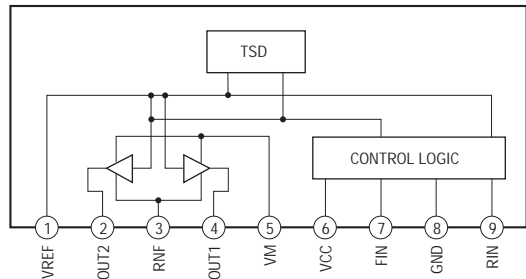 TSD
CONTROL LOGIC
1 2 3 4 5 6 7 8 9
VREF OUT2 RNF OUT1 VM VCC FIN GND RIN